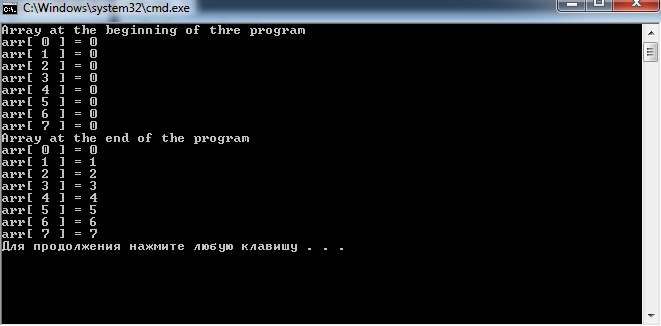 C:\Windows\system32\cmd.exe
Array at the beginning of thre program
arr[ 0 ] = 0
arr[ 1 ] = 0
arr[ 2 ] = 0
arr[ 3 ] = 0
arr[ 4 ] = 0
arr[ 5 ] = 0
arr[ 6 ] = 0
arr[ 7 ] = 0
Array at the end of the program
arr[ 0 ] = 0
arr[ 1 ] = 1
arr[ 2 ] = 2
arr[ 3 ] = 3
arr[ 4 ] = 4
arr[ 5 ] = 5
arr[ 6 ] = 6
arr[ 7 ] = 7
Для продолжения нажмите любую клавишу . . .